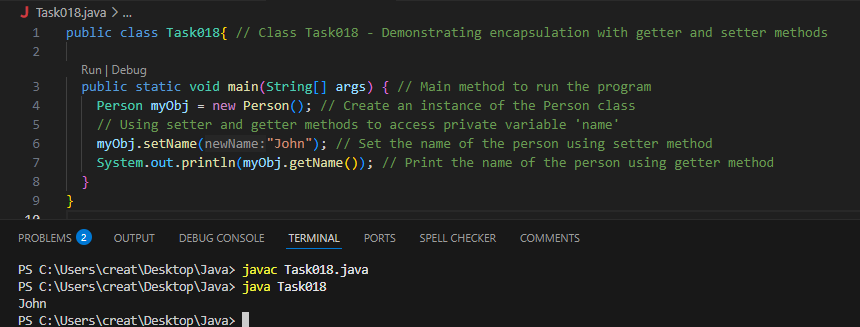 J Task018.java > ...
1 public class Task018{ // Class Task018 - Demonstrating encapsulation with getter and setter methods
2
Run | Debug
3 public static void main(String[] args) { // Main method to run the program
4 Person myObj = new Person(); // Create an instance of the Person class
5 // Using setter and getter methods to access private variable 'name'
6 myObj.setName(newName:"John"); // Set the name of the person using setter method
7 System.out.println(myObj.getName()); // Print the name of the person using getter method
8 }
9 }
10
PROBLEMS 2 OUTPUT DEBUG CONSOLE TERMINAL PORTS SPELL CHECKER COMMENTS
PS C:\Users\creat\Desktop\Java> javac Task018.java
PS C:\Users\creat\Desktop\Java> java Task018
John
PS C:\Users\creat\Desktop\Java>